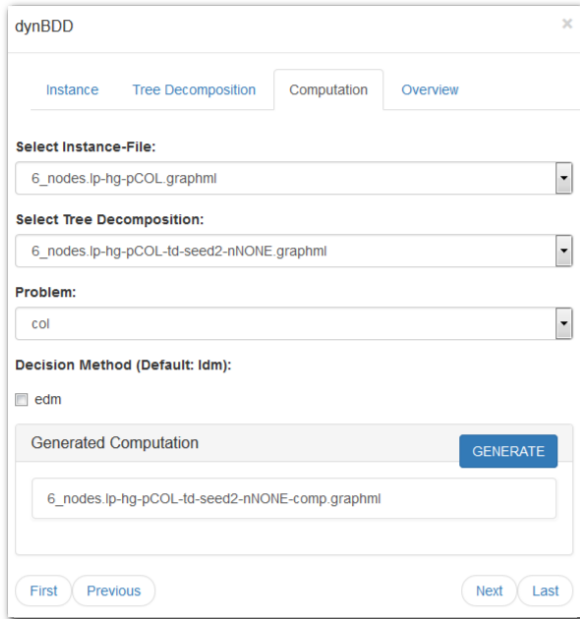 dynBDD ×
Instance Tree Decomposition Computation Overview
Select Instance-File:
6_nodes.lp-hg-pCOL.graphml
Select Tree Decomposition:
6_nodes.lp-hg-pCOL-td-seed2-nNONE.graphml
Problem:
col
Decision Method (Default: ldm):
edm
Generated Computation GENERATE
6_nodes.lp-hg-pCOL-td-seed2-nNONE-comp.graphml
First Previous Next Last